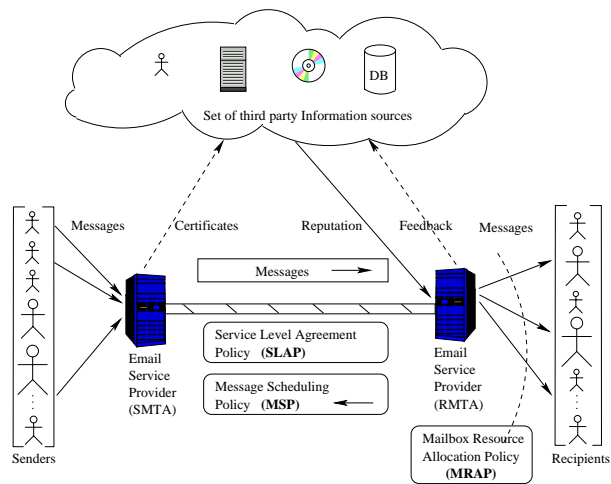 DB
Set of third party Information sources
Messages
Certificates
Reputation
Feedback
Messages
Messages
Service Level Agreement
Policy (SLAP)
Message Scheduling
Policy (MSP)
Email
Service
Provider
(SMTA)
Email
Service
Provider
(RMTA)
Mailbox Resource
Allocation Policy
(MRAP)
Senders
Recipients